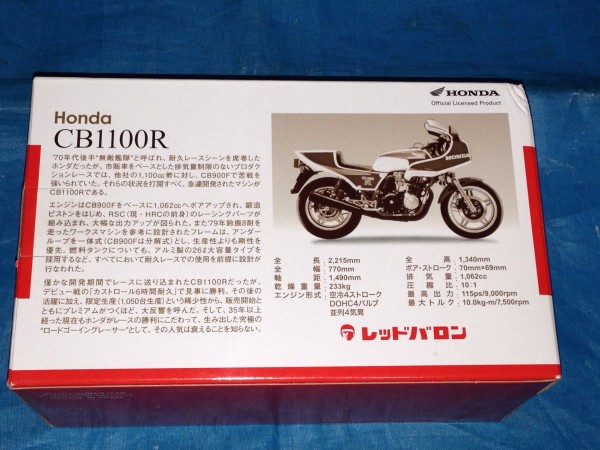 HONDA
Official Licensed Product
Honda
CB1100R
'70年代後半“無敵艦隊”と呼ばれ、耐久レースシーンを席巻した
ホンダだったが、市販車をベースとした排気量制限のないプロダク
ションレースでは、他社の1,100cc勢に対し、CB900Fで苦戦を
強いられていた。それらの状況を打開すべく、急遽開発されたマシンが
CB1100Rである。
エンジンはCB900Fをベースに1,062ccへボアアップされ、鍛造
ピストンをはじめ、RSC(現・HRCの前身)のレーシングパーツが
組み込まれ、大幅な出力アップが図られた。また'79年鈴鹿8耐を
走ったワークスマシンを参考に設計されたフレームは、アンダー
ループを一体式(CB900Fは分解式)とし、生産性よりも剛性を
優先。燃料タンクについても、アルミ製の26ℓ大容量タイプを
採用するなど、すべてにおいて耐久レースでの使用を前提に設計が
行なわれた。
僅かな開発期間でレースに送り込まれたCB1100Rだったが、
デビュー戦の「カストロール6時間耐久」で見事に勝利。その後の
活躍に加え、限定生産(1,050台生産)という稀少性から、販売開始と
ともにプレミアムがつくほど、大反響を呼んだ。そして、35年以上
経った現在もホンダがレースの勝利にこだわって、生み出した究極の
“ロードゴーイングレーサー”として、その人気は衰えることを知らない。
HONDA
全長:2,215mm
全幅:770mm
軸距:1,490mm
乾燥重量:233kg
エンジン形式:空冷4ストローク
DOHC4バルブ
並列4気筒
全高:1,340mm
ボア・ストローク:70mm×69mm
排気量:1,062cc
圧縮比:10.1
最高出力:115ps/9,000rpm
最大トルク:10.0kg-m/7,500rpm
レッドバロン